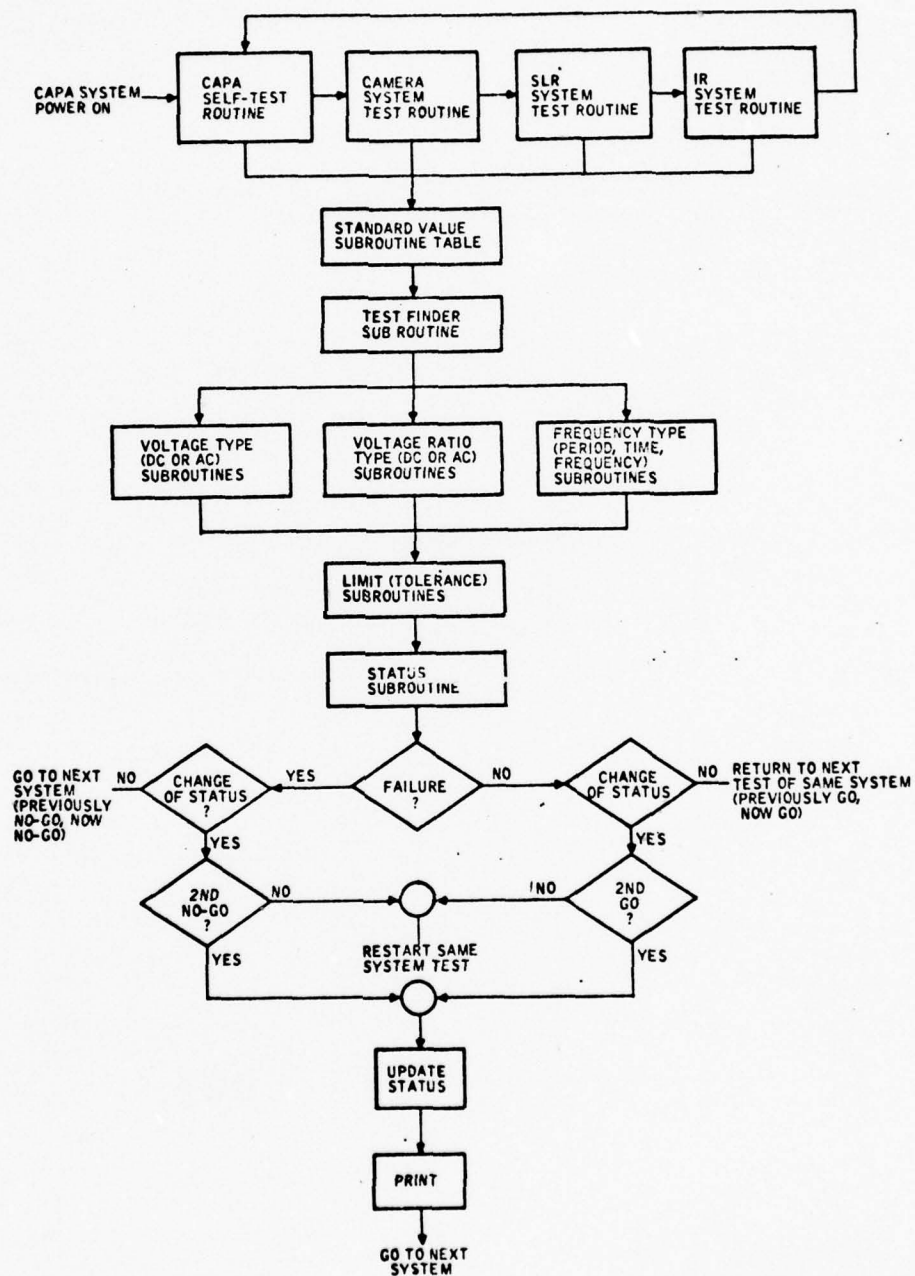 CAPA SYSTEM
POWER ON
CAPA
SELF-TEST
ROUTINE
CAMERA
SYSTEM
TEST ROUTINE
SLR
SYSTEM
TEST ROUTINE
IR
SYSTEM
TEST ROUTINE
STANDARD VALUE
SUBROUTINE TABLE
TEST FINDER
SUB ROUTINE
VOLTAGE TYPE
(DC OR AC)
SUBROUTINES
VOLTAGE RATIO
TYPE (DC OR AC)
SUBROUTINES
FREQUENCY TYPE
(PERIOD, TIME,
FREQUENCY)
SUBROUTINES
LIMIT (TOLERANCE)
SUBROUTINES
STATUS
SUBROUTINE
GO TO NEXT
SYSTEM
(PREVIOUSLY
NO-GO, NOW
NO-GO)
NO
CHANGE
OF STATUS
?
YES
FAILURE
?
NO
CHANGE
OF STATUS
NO
RETURN TO NEXT
TEST OF SAME SYSTEM
(PREVIOUSLY GO,
NOW GO)
YES
YES
2ND
NO-GO
?
NO
NO
2ND
GO
?
RESTART SAME
SYSTEM TEST
YES
YES
UPDATE
STATUS
PRINT
GO TO NEXT
SYSTEM